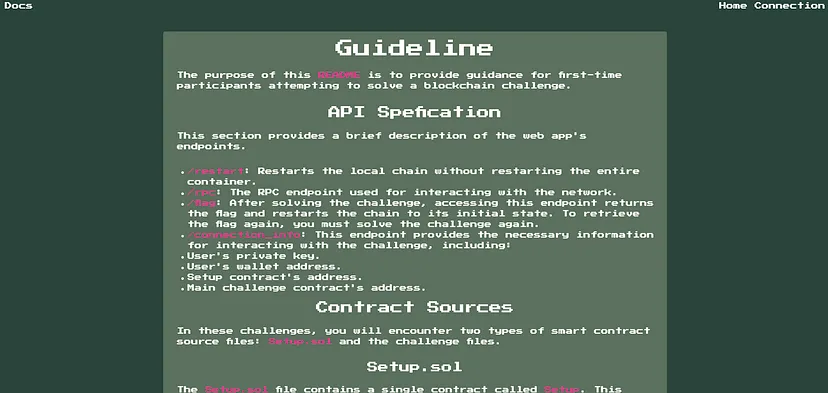 Docs
Home Connection
Guideline
The purpose of this README is to provide guidance for first-time
participants attempting to solve a blockchain challenge.
API Spefication
This section provides a brief description of the web app's
endpoints.
./restart: Restarts the local chain without restarting the entire
container.
./rpc: The RPC endpoint used for interacting with the network.
./flag: After solving the challenge, accessing this endpoint returns
the flag and restarts the chain to its initial state. To retrieve
the flag again, you must solve the challenge again.
./connection_info: This endpoint provides the necessary information
for interacting with the challenge, including:
.User's private key.
.User's wallet address.
.Setup contract's address.
.Main challenge contract's address.
Contract Sources
In these challenges, you will encounter two types of smart contract
source files: Setup.sol and the challenge files.
Setup.sol
The Setup.sol file contains a single contract called Setup. This